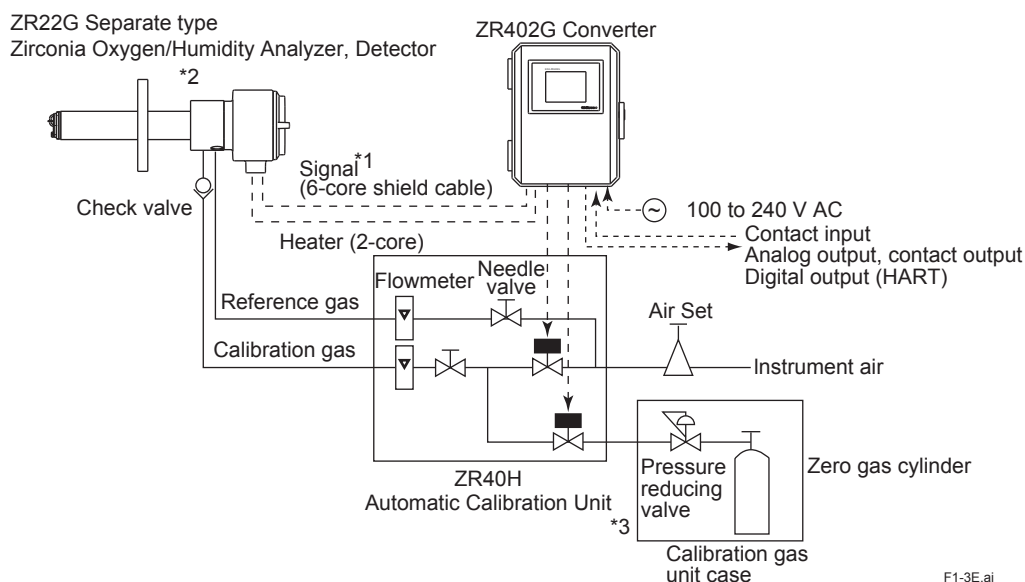 ZR22G Separate type
Zirconia Oxygen/Humidity Analyzer, Detector
*2
ZR402G Converter
Signal*1
(6-core shield cable)
Check valve
Heater (2-core)
100 to 240 V AC
Contact input
Analog output, contact output
Digital output (HART)
Flowmeter
Needle
valve
Reference gas
Air Set
Calibration gas
Instrument air
ZR40H
Automatic Calibration Unit
*3
Pressure
reducing
valve
Zero gas cylinder
Calibration gas
unit case
F1-3E.ai